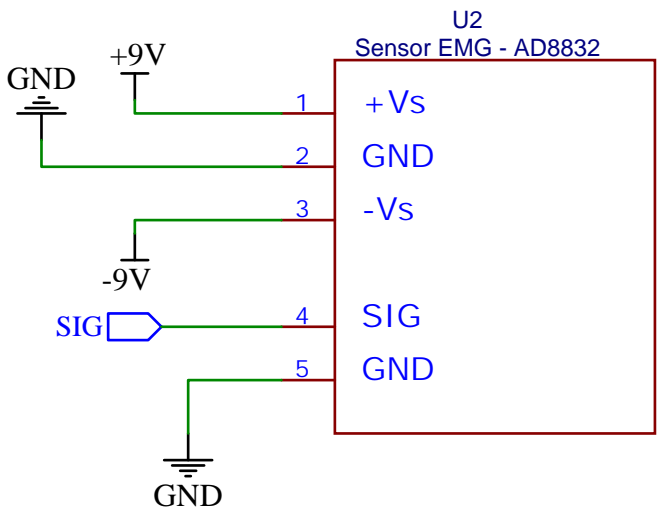 U2
Sensor EMG - AD8832
+9V
GND
1 +Vs
2 GND
3 -Vs
-9V
SIG 4 SIG
5 GND
GND